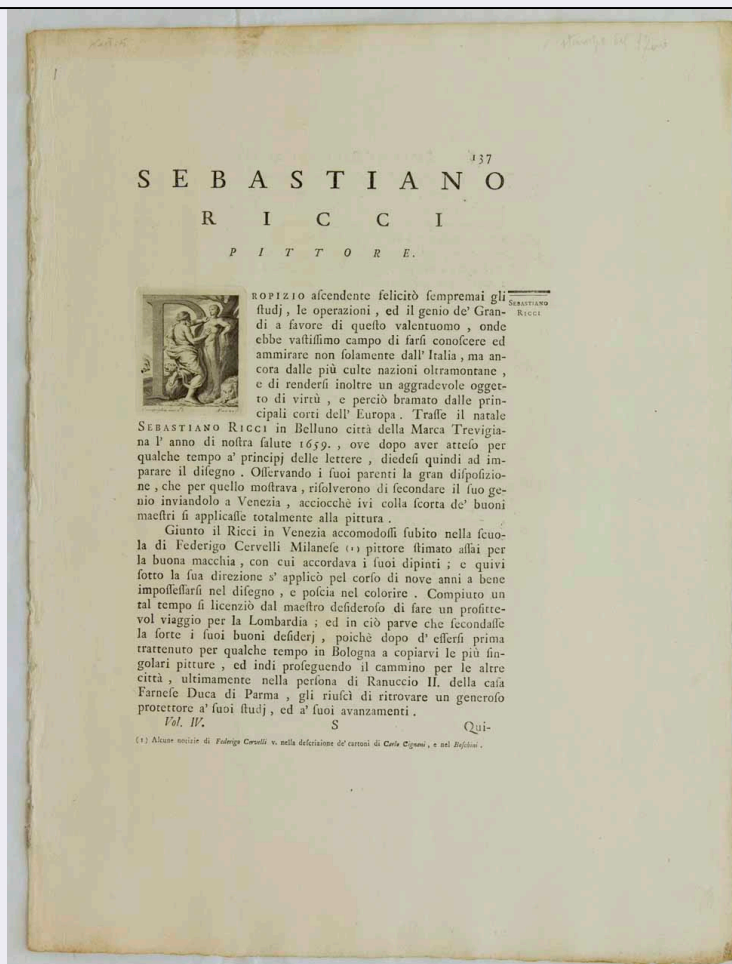 137
SEBASTIANO
RICCI
PITTORE.
ROPIZIO aſcendente felicitò ſempremai gli
ſtudj, le operazioni, ed il genio de' Gran-
di a favore di queſto valentuomo, onde
ebbe vaſtiſſimo campo di farſi conoſcere ed
ammirare non ſolamente dall' Italia, ma an-
cora dalle più culte nazioni oltramontane,
e di renderſi inoltre un aggradevole ogget-
to di virtù, e perciò bramato dalle prin-
cipali corti dell' Europa. Traſſe il natale
SEBASTIANO RICCI in Belluno città della Marca Trevigia-
na l' anno di noſtra ſalute 1659., ove dopo aver atteſo per
qualche tempo a' principj delle lettere, diedeſi quindi ad im-
parare il diſegno. Oſſervando i ſuoi parenti la gran diſpoſizio-
ne, che per quello moſtrava, riſolverono di ſecondare il ſuo ge-
nio inviandolo a Venezia, acciocchè ivi colla ſcorta de' buoni
maeſtri ſi applicaſſe totalmente alla pittura.
Giunto il Ricci in Venezia accomodoſſi ſubito nella ſcuo-
la di Federigo Cervelli Milaneſe (1) pittore ſtimato aſſai per
la buona macchia, con cui accordava i ſuoi dipinti; e quivi
ſotto la ſua direzione s' applicò pel corſo di nove anni a bene
impoſſeſſarſi nel diſegno, e poſcia nel colorire. Compiuto un
tal tempo ſi licenziò dal maeſtro deſideroſo di fare un profitte-
vol viaggio per la Lombardia; ed in ciò parve che ſecondaſſe
la ſorte i ſuoi buoni deſiderj, poichè dopo d' eſſerſi prima
trattenuto per qualche tempo in Bologna a copiarvi le più ſin-
golari pitture, ed indi proſeguendo il cammino per le altre
città, ultimamente nella perſona di Ranuccio II. della caſa
Farneſe Duca di Parma, gli riuſcì di ritrovare un generoſo
protettore a' ſuoi ſtudj, ed a' ſuoi avanzamenti.
Vol. IV. S Qui-
(1) Alcune notizie di Federigo Cervelli v. nella deſcrizione de' cartoni di Carlo Cignani, e nel Boſchini.
SEBASTIANO
RICCI